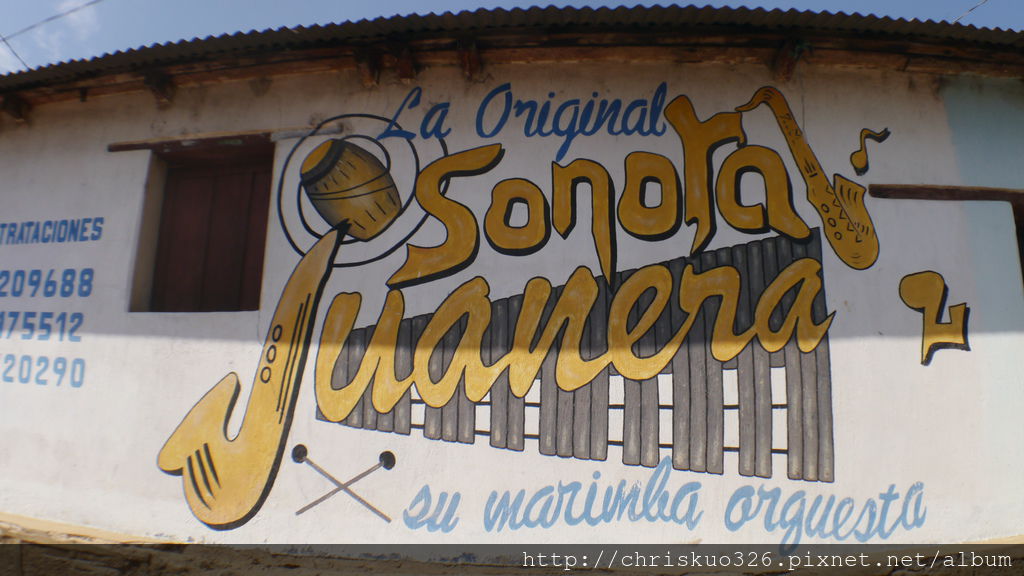 La Original
Sonora
Juanera
su marimba orquesta
TRATACIONES
209688
175512
20290
http://chriskuo326.pixnet.net/album